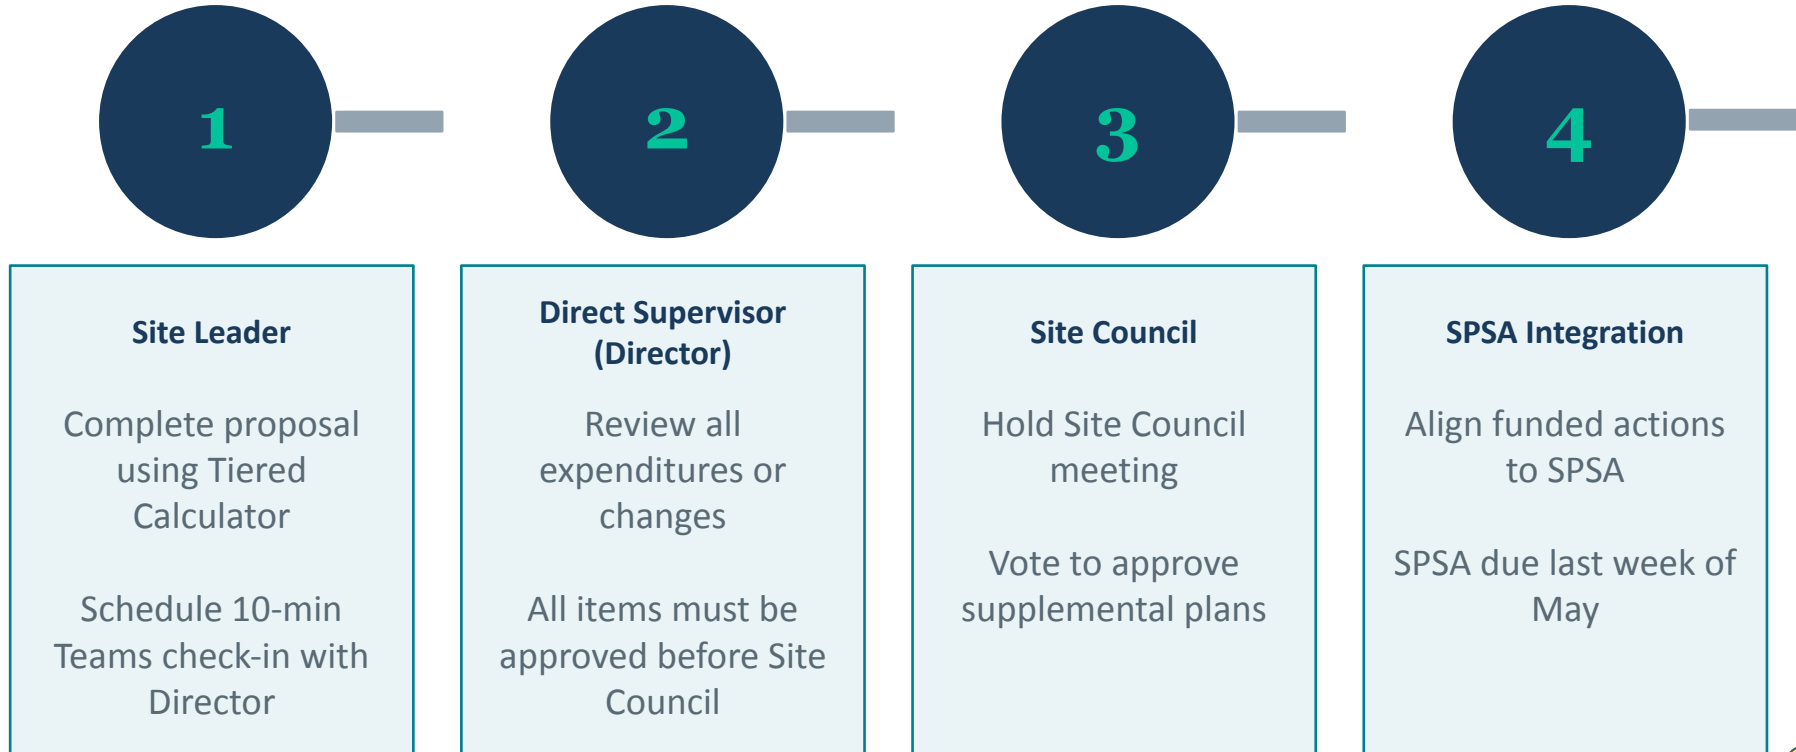 1
Site Leader
Complete proposal
using Tiered
Calculator
Schedule 10-min
Teams check-in with
Director
2
Direct Supervisor
(Director)
Review all
expenditures or
changes
All items must be
approved before Site
Council
3
Site Council
Hold Site Council
meeting
Vote to approve
supplemental plans
4
SPSA Integration
Align funded actions
to SPSA
SPSA due last week of
May